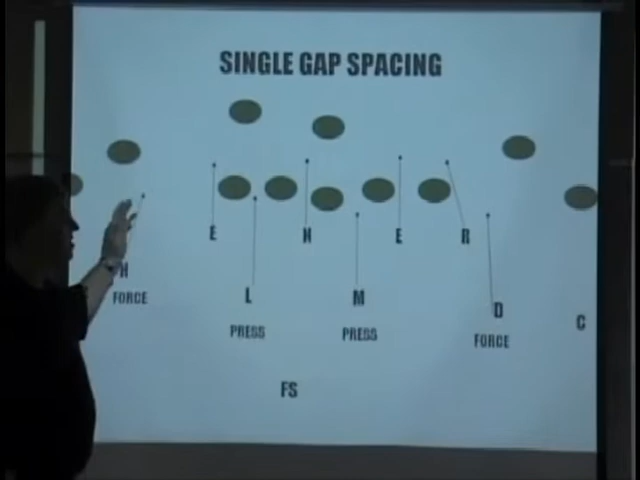 SINGLE GAP SPACING
E N E R
N L M D C
FORCE PRESS PRESS FORCE
FS